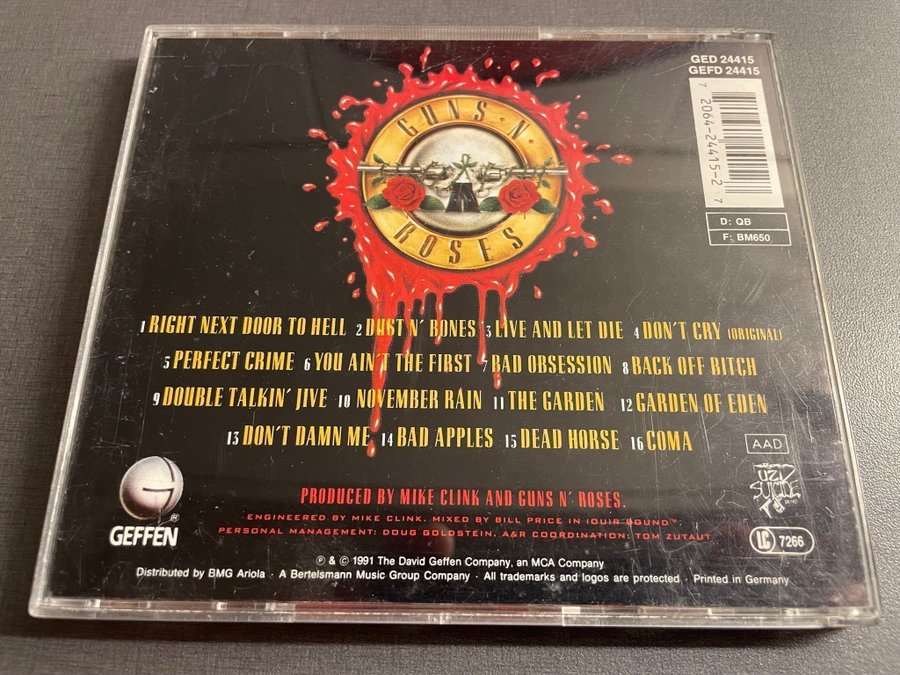 GED 24415
GEFD 24415
7 2064-24415-2 7
D: QB
F: BM650
GUNS N'
ROSES
1 RIGHT NEXT DOOR TO HELL 2 DUST N' BONES 3 LIVE AND LET DIE 4 DON'T CRY (ORIGINAL)
5 PERFECT CRIME 6 YOU AIN'T THE FIRST 7 BAD OBSESSION 8 BACK OFF BITCH
9 DOUBLE TALKIN' JIVE 10 NOVEMBER RAIN 11 THE GARDEN 12 GARDEN OF EDEN
13 DON'T DAMN ME 14 BAD APPLES 15 DEAD HORSE 16 COMA
AAD
UZI
SUICIDE
GEFFEN®
PRODUCED BY MIKE CLINK AND GUNS N' ROSES.
ENGINEERED BY MIKE CLINK. MIXED BY BILL PRICE IN SOUND™.
PERSONAL MANAGEMENT: DOUG GOLDSTEIN. A&R COORDINATION: TOM ZUTAUT
LC 7266
℗ & © 1991 The David Geffen Company, an MCA Company
Distributed by BMG Ariola · A Bertelsmann Music Group Company · All trademarks and logos are protected · Printed in Germany